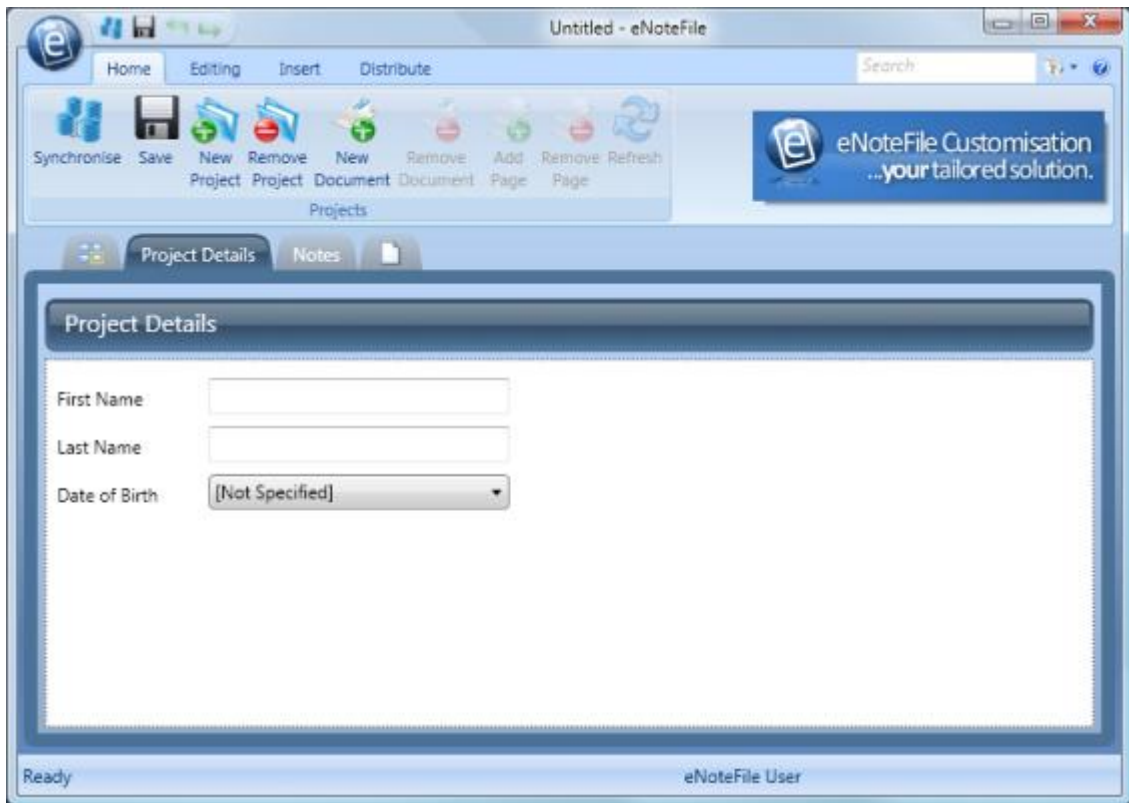 Untitled - eNoteFile
Home Editing Insert Distribute Search
Synchronise Save New Project Remove Project New Document Remove Document Add Page Remove Page Refresh
Projects
eNoteFile Customisation
...your tailored solution.
Project Details Notes
Project Details
First Name
Last Name
Date of Birth [Not Specified]
Ready eNoteFile User